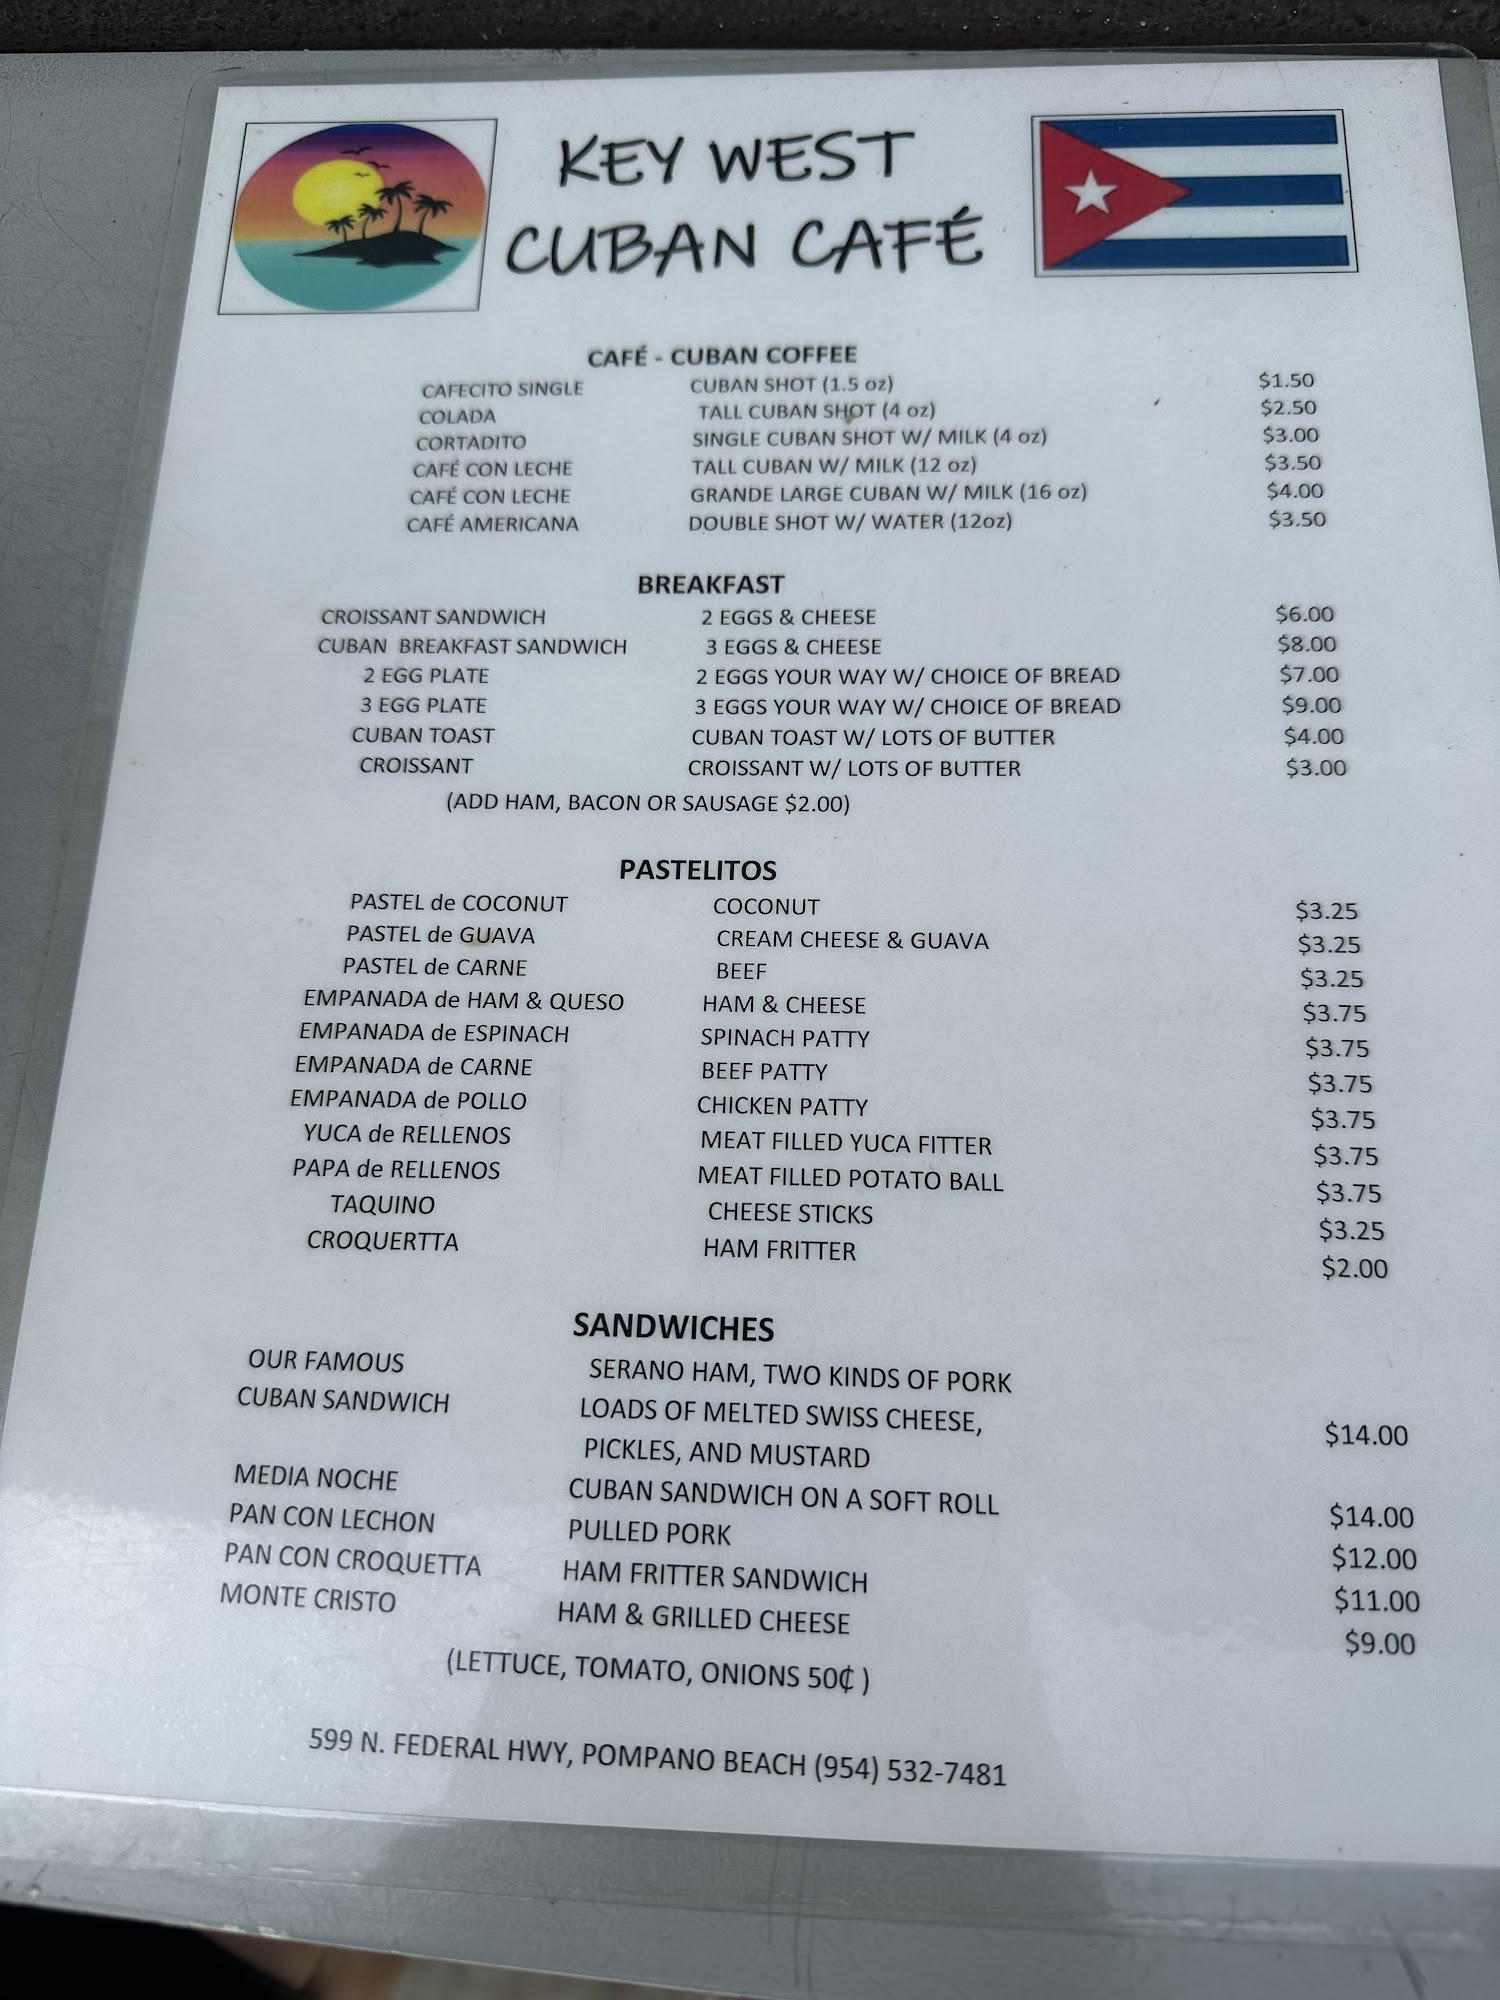 KEY WEST
CUBAN CAFÉ
CAFÉ - CUBAN COFFEE
CAFECITO SINGLE CUBAN SHOT (1.5 oz) $1.50
COLADA TALL CUBAN SHOT (4 oz) $2.50
CORTADITO SINGLE CUBAN SHOT W/ MILK (4 oz) $3.00
CAFÉ CON LECHE TALL CUBAN W/ MILK (12 oz) $3.50
CAFÉ CON LECHE GRANDE LARGE CUBAN W/ MILK (16 oz) $4.00
CAFÉ AMERICANA DOUBLE SHOT W/ WATER (12oz) $3.50
BREAKFAST
CROISSANT SANDWICH 2 EGGS & CHEESE $6.00
CUBAN BREAKFAST SANDWICH 3 EGGS & CHEESE $8.00
2 EGG PLATE 2 EGGS YOUR WAY W/ CHOICE OF BREAD $7.00
3 EGG PLATE 3 EGGS YOUR WAY W/ CHOICE OF BREAD $9.00
CUBAN TOAST CUBAN TOAST W/ LOTS OF BUTTER $4.00
CROISSANT CROISSANT W/ LOTS OF BUTTER $3.00
(ADD HAM, BACON OR SAUSAGE $2.00)
PASTELITOS
PASTEL de COCONUT COCONUT $3.25
PASTEL de GUAVA CREAM CHEESE & GUAVA $3.25
PASTEL de CARNE BEEF $3.25
EMPANADA de HAM & QUESO HAM & CHEESE $3.75
EMPANADA de ESPINACH SPINACH PATTY $3.75
EMPANADA de CARNE BEEF PATTY $3.75
EMPANADA de POLLO CHICKEN PATTY $3.75
YUCA de RELLENOS MEAT FILLED YUCA FITTER $3.75
PAPA de RELLENOS MEAT FILLED POTATO BALL $3.75
TAQUINO CHEESE STICKS $3.25
CROQUERTTA HAM FRITTER $2.00
SANDWICHES
OUR FAMOUS SERANO HAM, TWO KINDS OF PORK
CUBAN SANDWICH LOADS OF MELTED SWISS CHEESE, $14.00
PICKLES, AND MUSTARD
MEDIA NOCHE CUBAN SANDWICH ON A SOFT ROLL $14.00
PAN CON LECHON PULLED PORK $12.00
PAN CON CROQUETTA HAM FRITTER SANDWICH $11.00
MONTE CRISTO HAM & GRILLED CHEESE $9.00
(LETTUCE, TOMATO, ONIONS 50₵ )
599 N. FEDERAL HWY, POMPANO BEACH (954) 532-7481